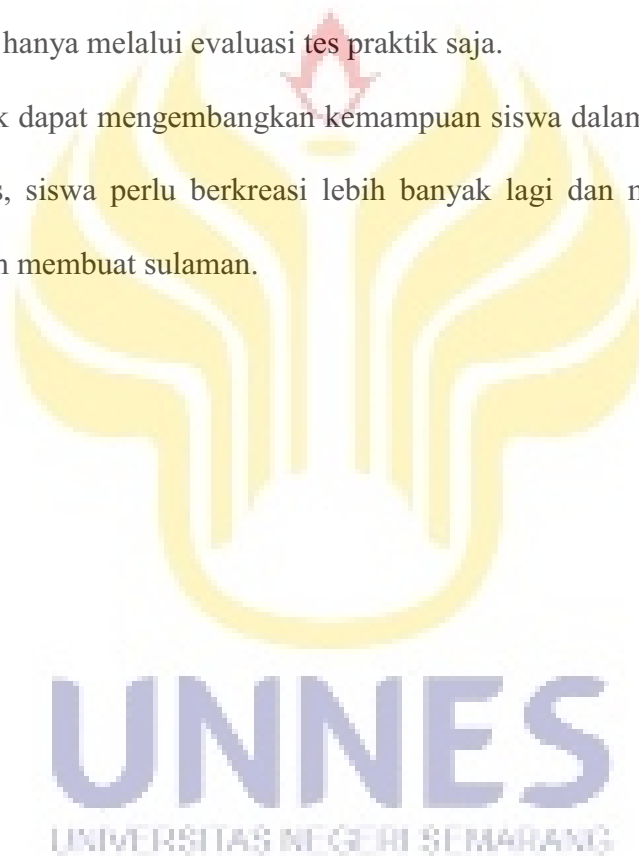 hanya melalui evaluasi tes praktik saja.
k dapat mengembangkan kemampuan siswa dalam
s, siswa perlu berkreasi lebih banyak lagi dan
membuat sulaman.
UNNES
UNIVERSITAS NEGERI SEMARANG